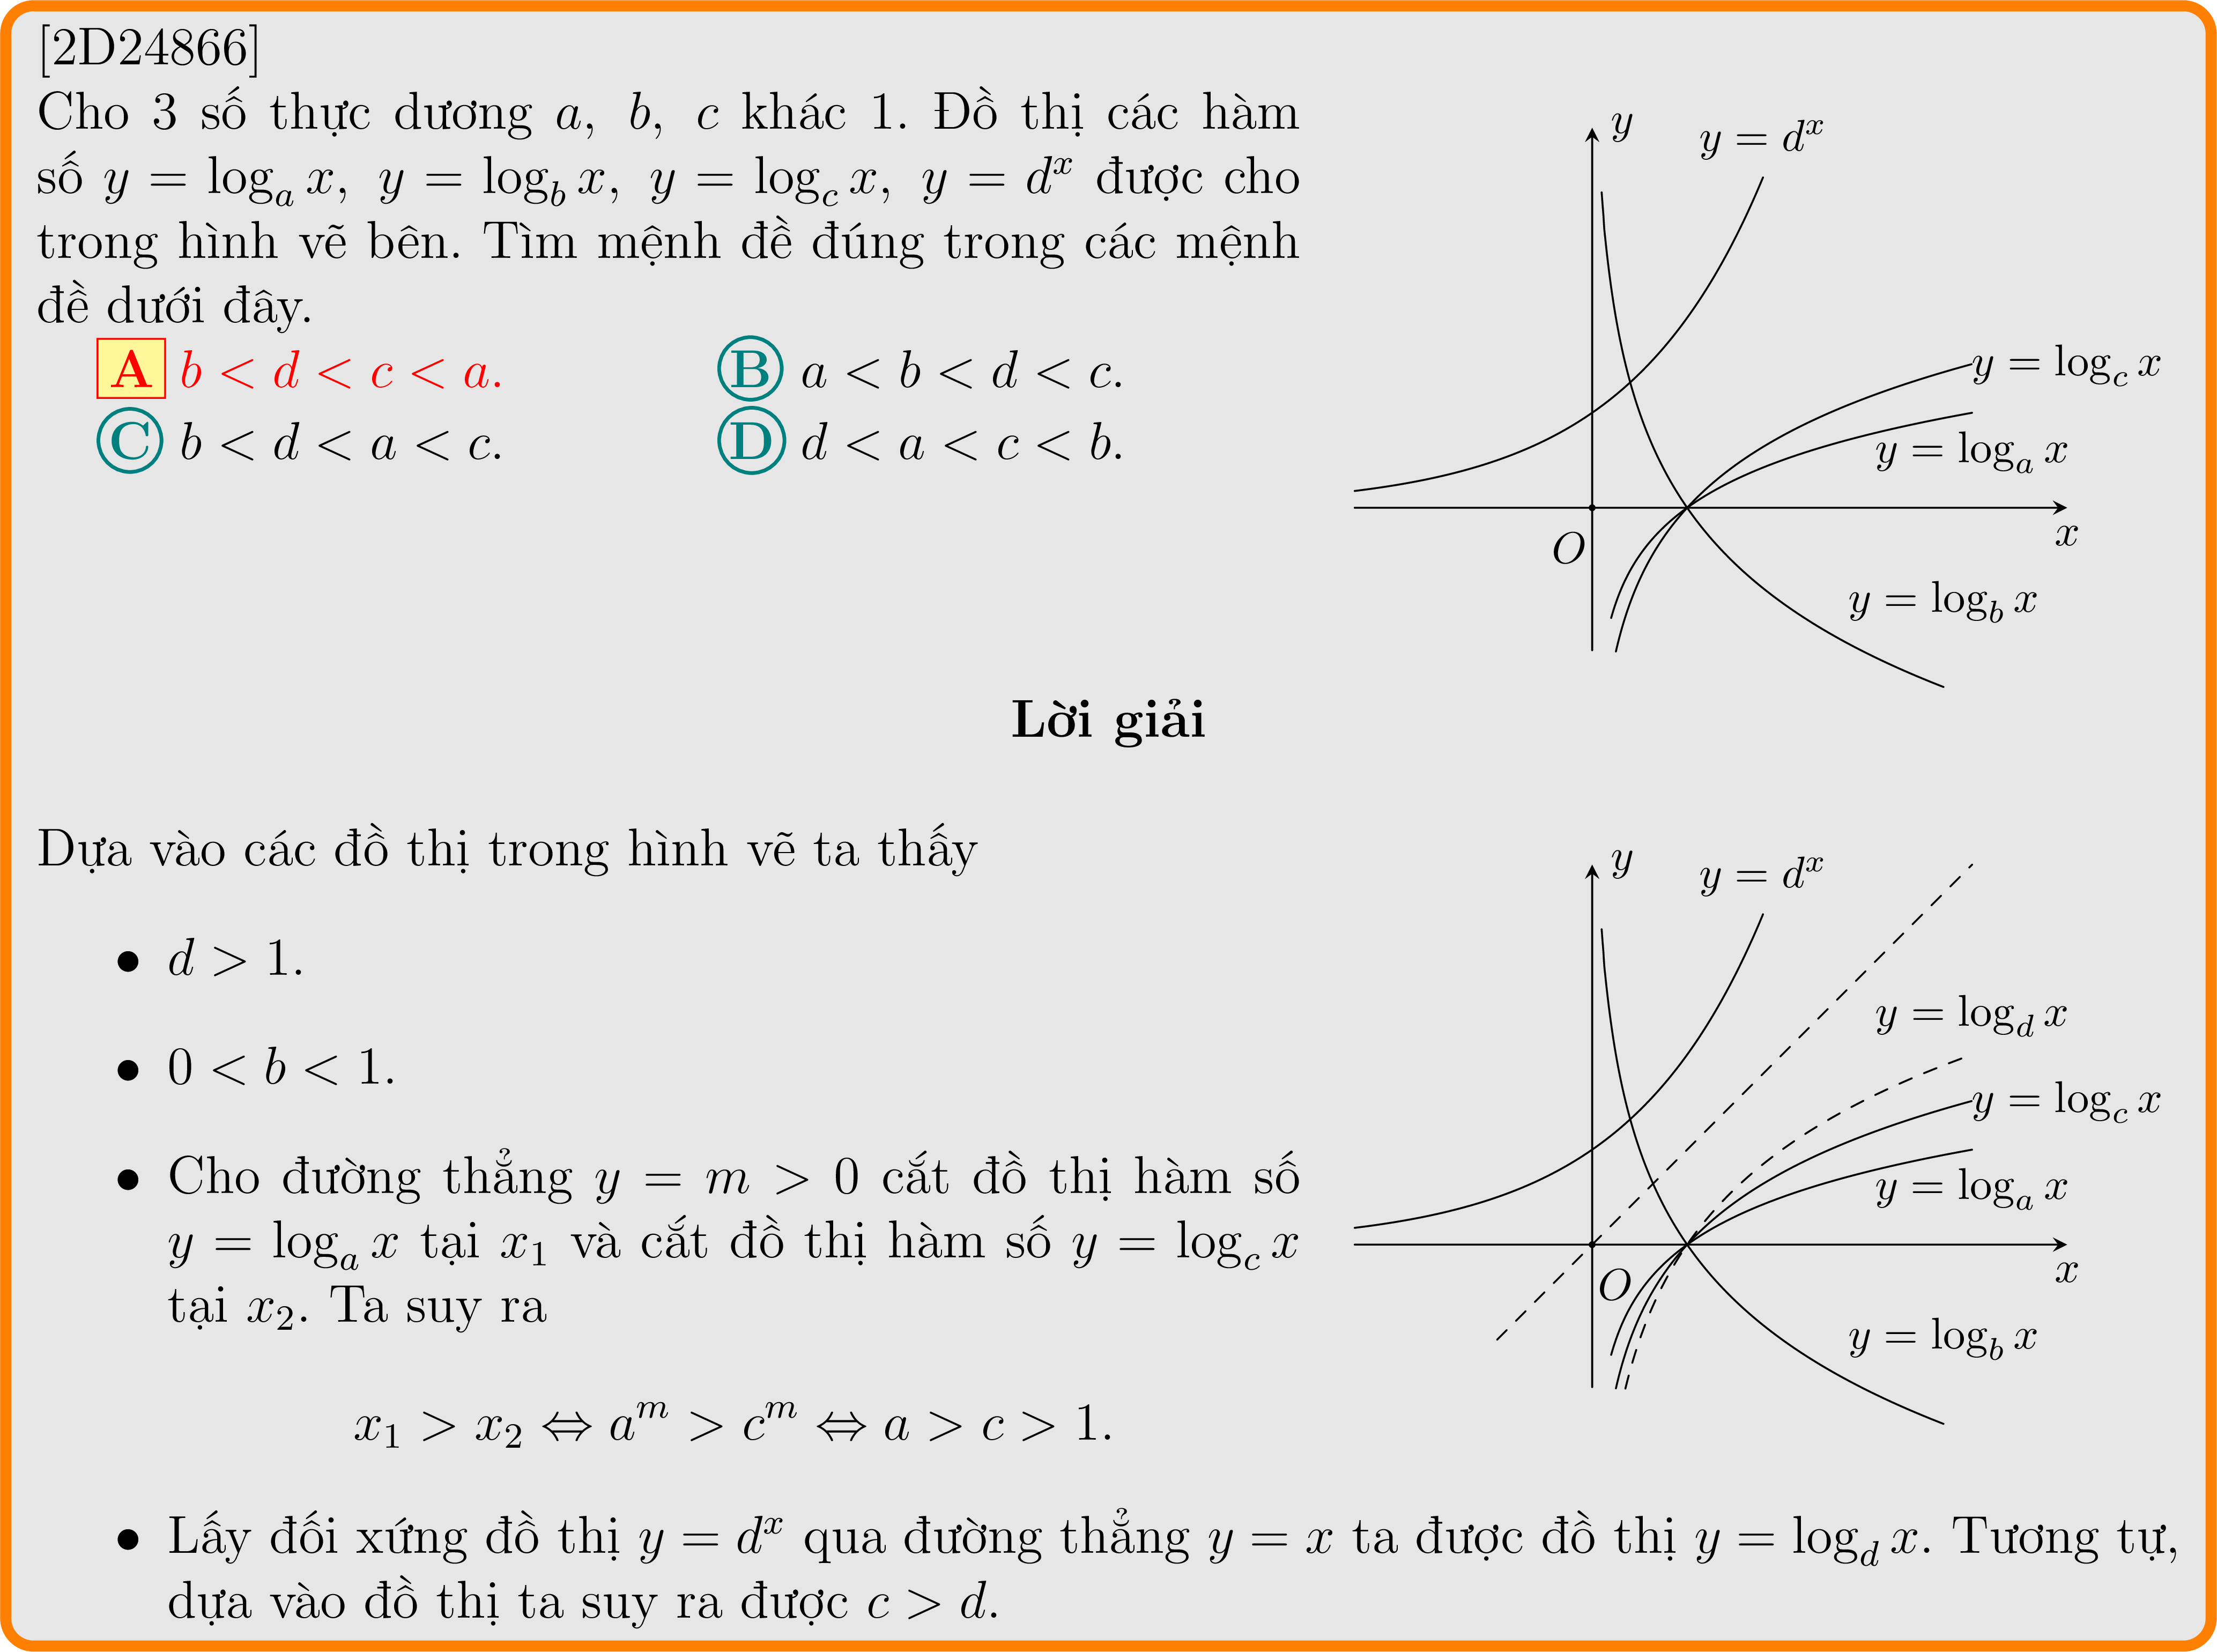 [2D24866]
Cho 3 số thực dương a, b, c khác 1. Đồ thị các hàm
số y = log_a x, y = log_b x, y = log_c x, y = d^x được cho
trong hình vẽ bên. Tìm mệnh đề đúng trong các mệnh
đề dưới đây.
A b < d < c < a. B a < b < d < c.
C b < d < a < c. D d < a < c < b.
y
y = d^x
y = log_c x
y = log_a x
x
O
y = log_b x
Lời giải
Dựa vào các đồ thị trong hình vẽ ta thấy
• d > 1.
• 0 < b < 1.
• Cho đường thẳng y = m > 0 cắt đồ thị hàm số
y = log_a x tại x_1 và cắt đồ thị hàm số y = log_c x
tại x_2. Ta suy ra
x_1 > x_2 ⇔ a^m > c^m ⇔ a > c > 1.
y
y = d^x
y = log_d x
y = log_c x
y = log_a x
x
O
y = log_b x
• Lấy đối xứng đồ thị y = d^x qua đường thẳng y = x ta được đồ thị y = log_d x. Tương tự,
dựa vào đồ thị ta suy ra được c > d.